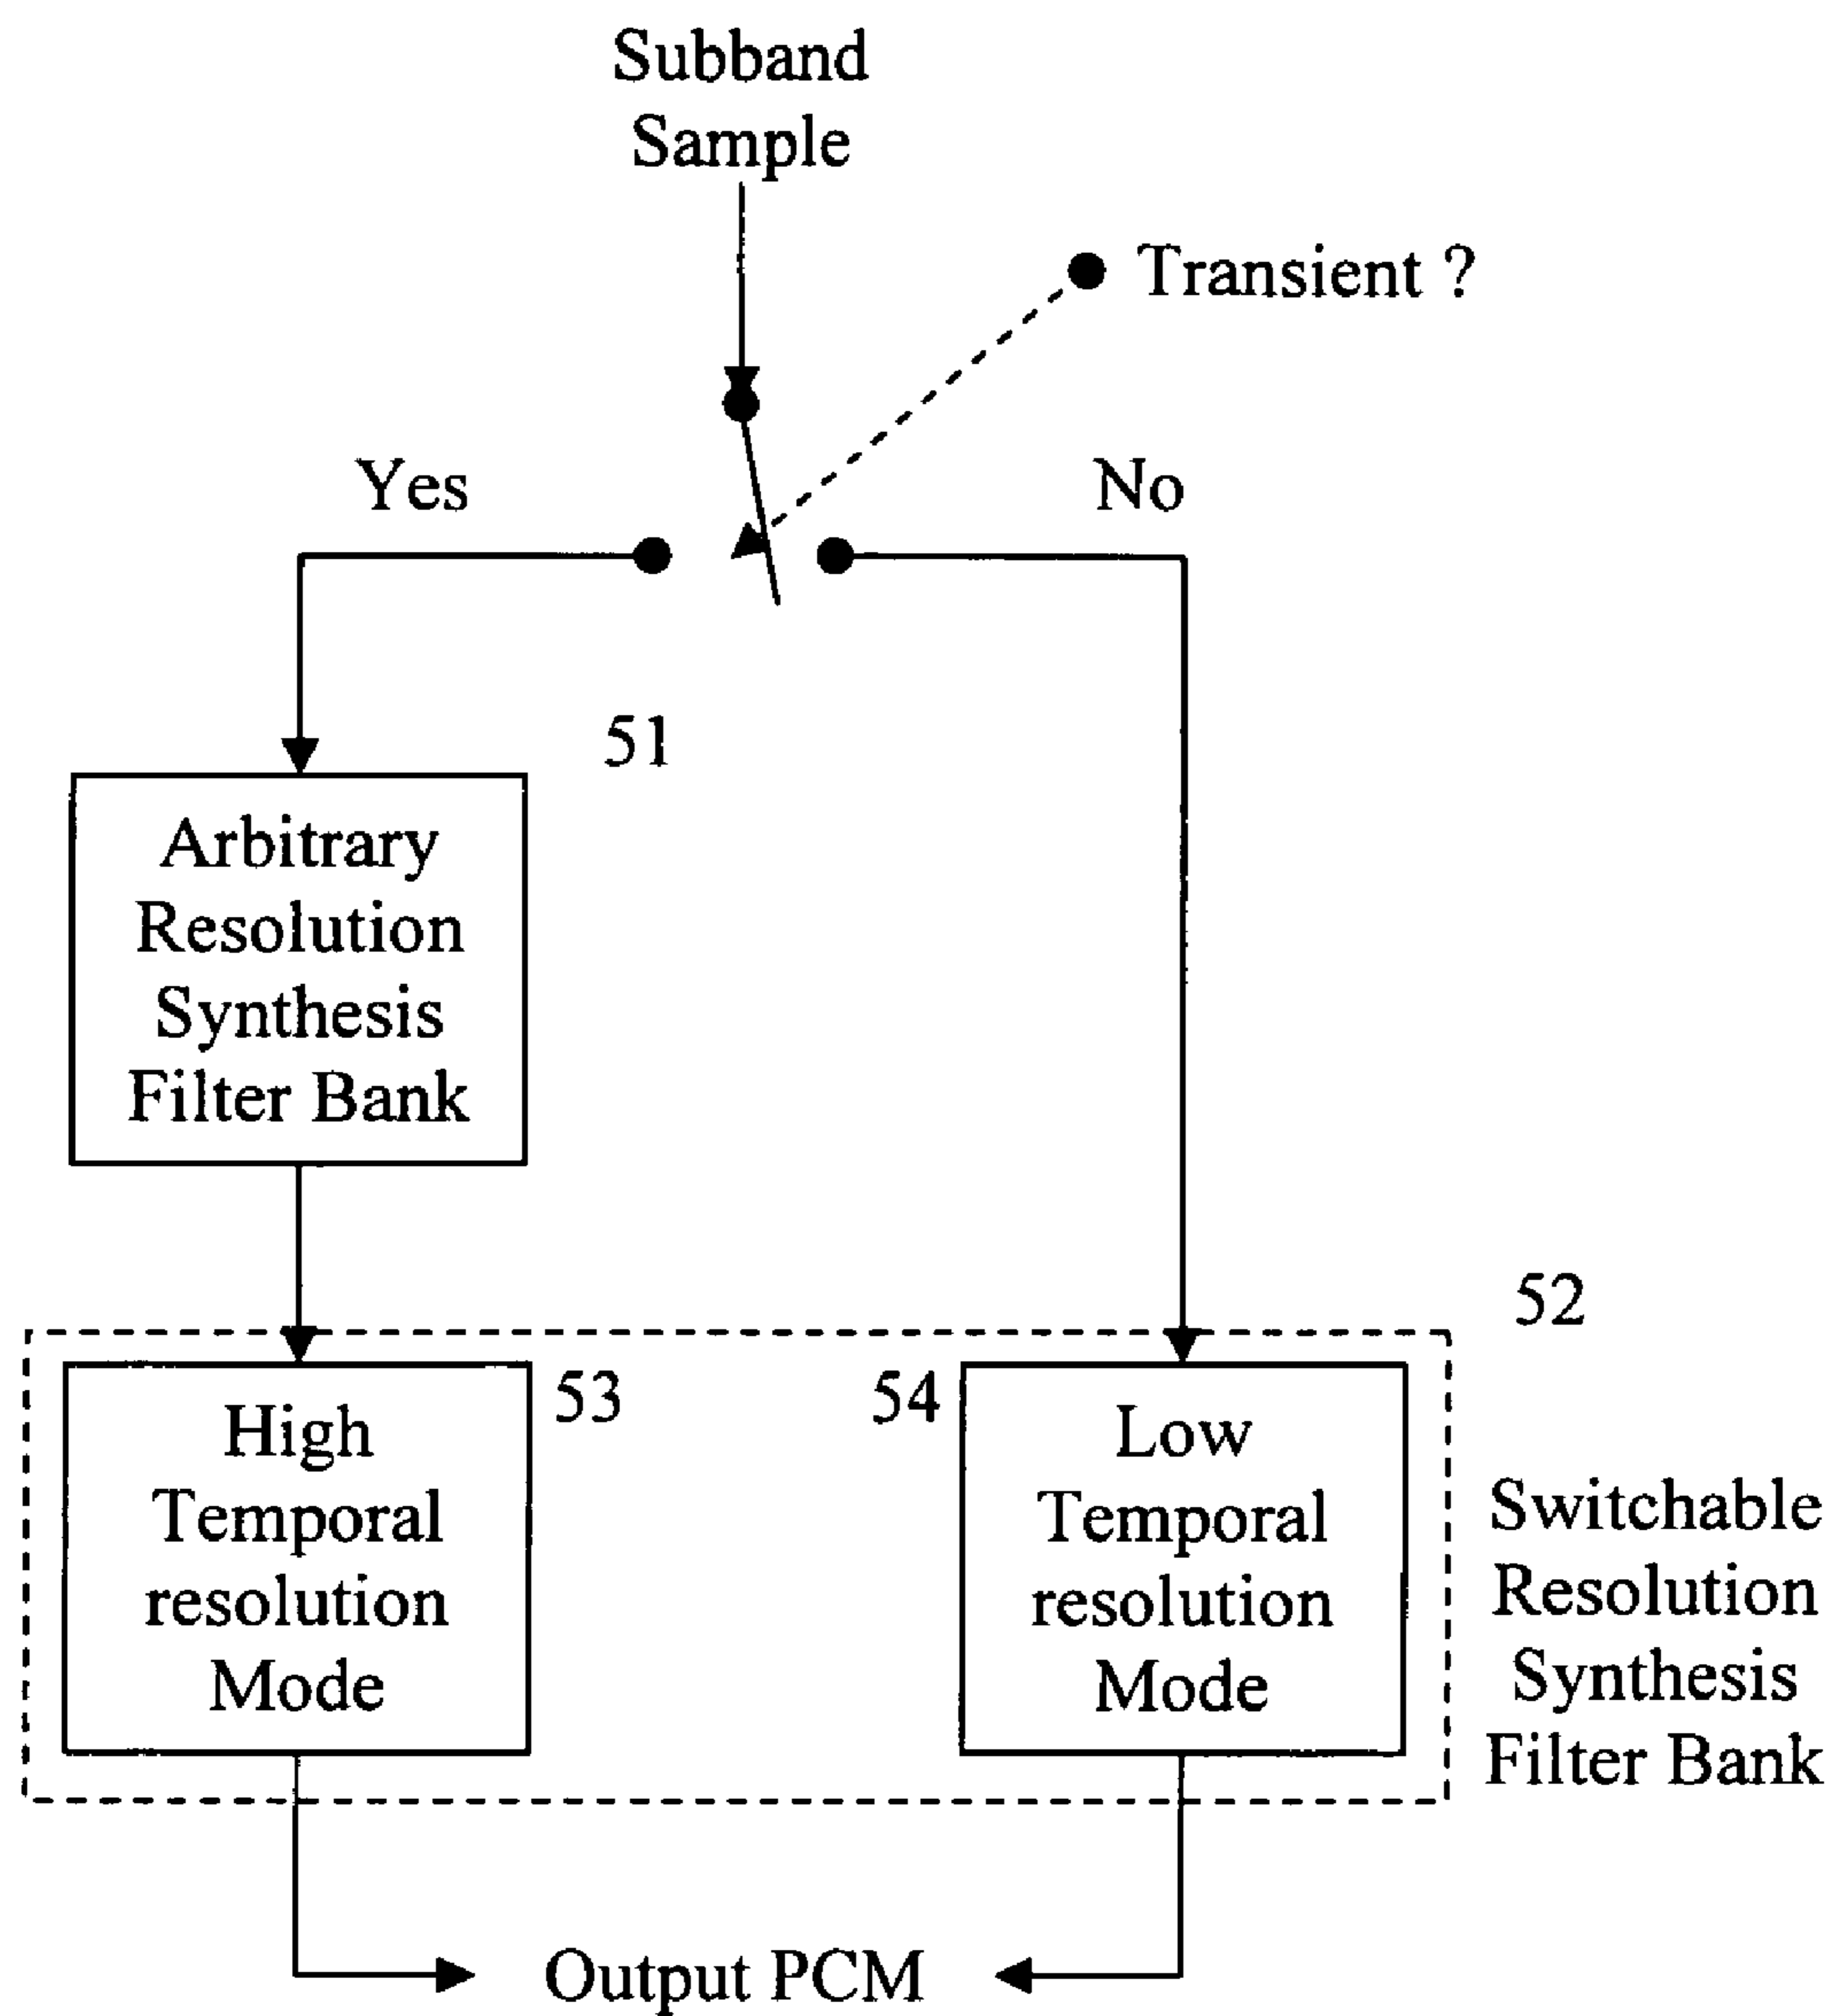 Subband
Sample
Transient ?
Yes
No
51
Arbitrary
Resolution
Synthesis
Filter Bank
52
53
54
High
Temporal
resolution
Mode
Low
Temporal
resolution
Mode
Switchable
Resolution
Synthesis
Filter Bank
Output PCM